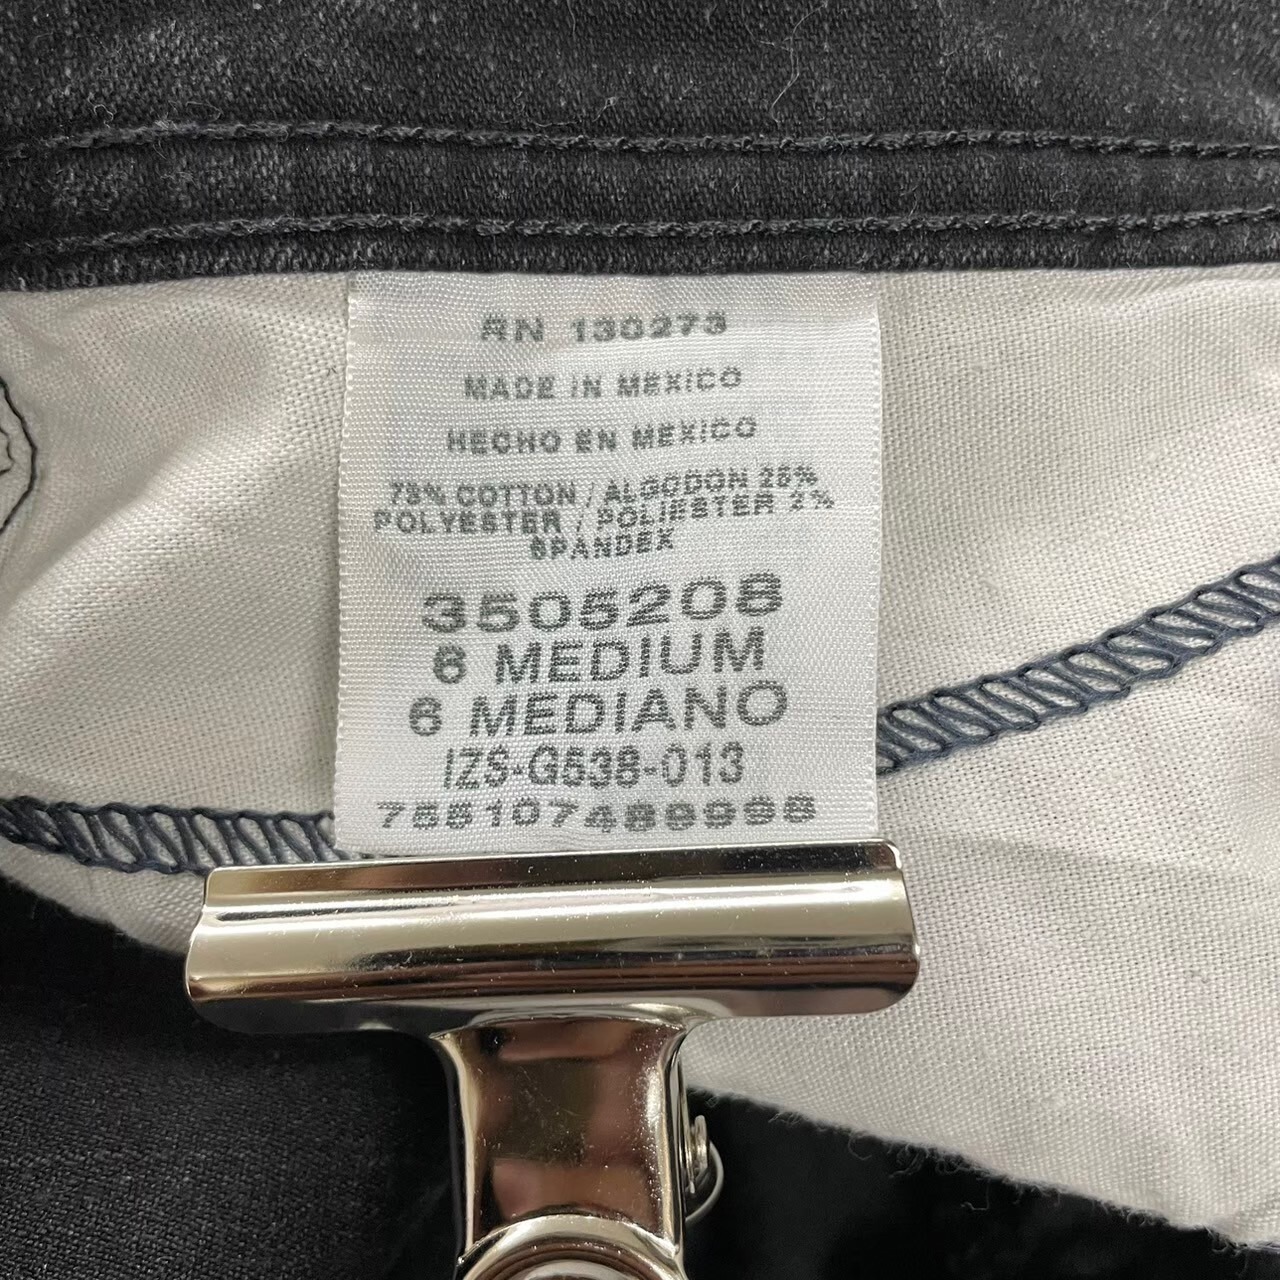 RN 130273
MADE IN MEXICO
HECHO EN MEXICO
73% COTTON / ALGODON 25%
POLYESTER / POLIESTER 2%
SPANDEX
3505208
6 MEDIUM
6 MEDIANO
IZS-G538-013